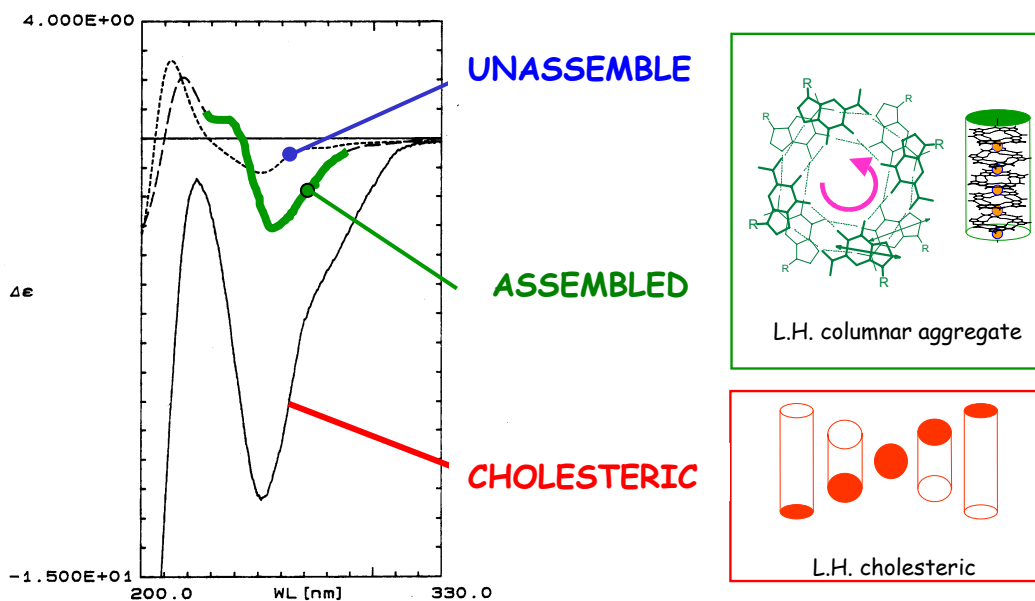 4.000E+00
Δε
-1.500E+01
200.0
WL [nm]
330.0
UNASSEMBLE
ASSEMBLED
CHOLESTERIC
R
R
R
R
R
R
R
R
L.H. columnar aggregate
L.H. cholesteric